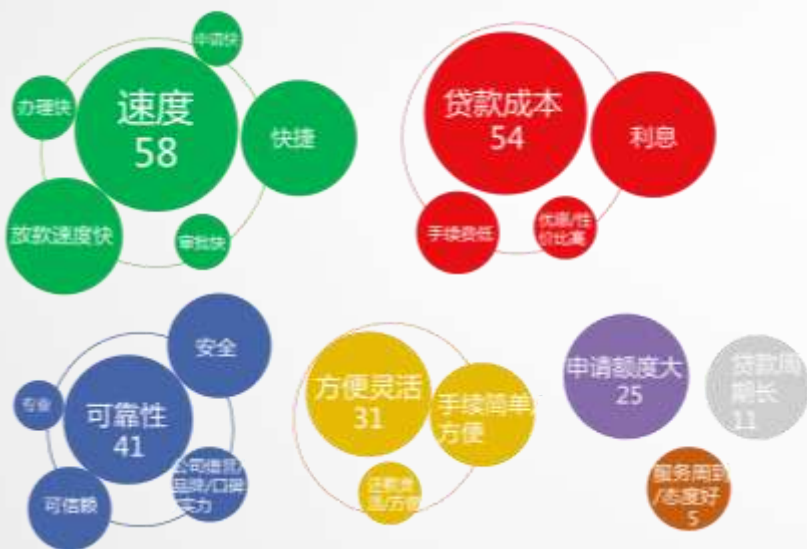 申请快
办理快
速度
58
快捷
放款速度快
审批快
贷款成本
54
利息
手续费低
优惠/性
价比高
安全
专业
可靠性
41
公司信誉/
品牌/口碑
实力
可信赖
方便灵活
31
手续简单/
方便
还款灵
活/方便
申请额度大
25
贷款周
期长
11
服务周到
/态度好
5